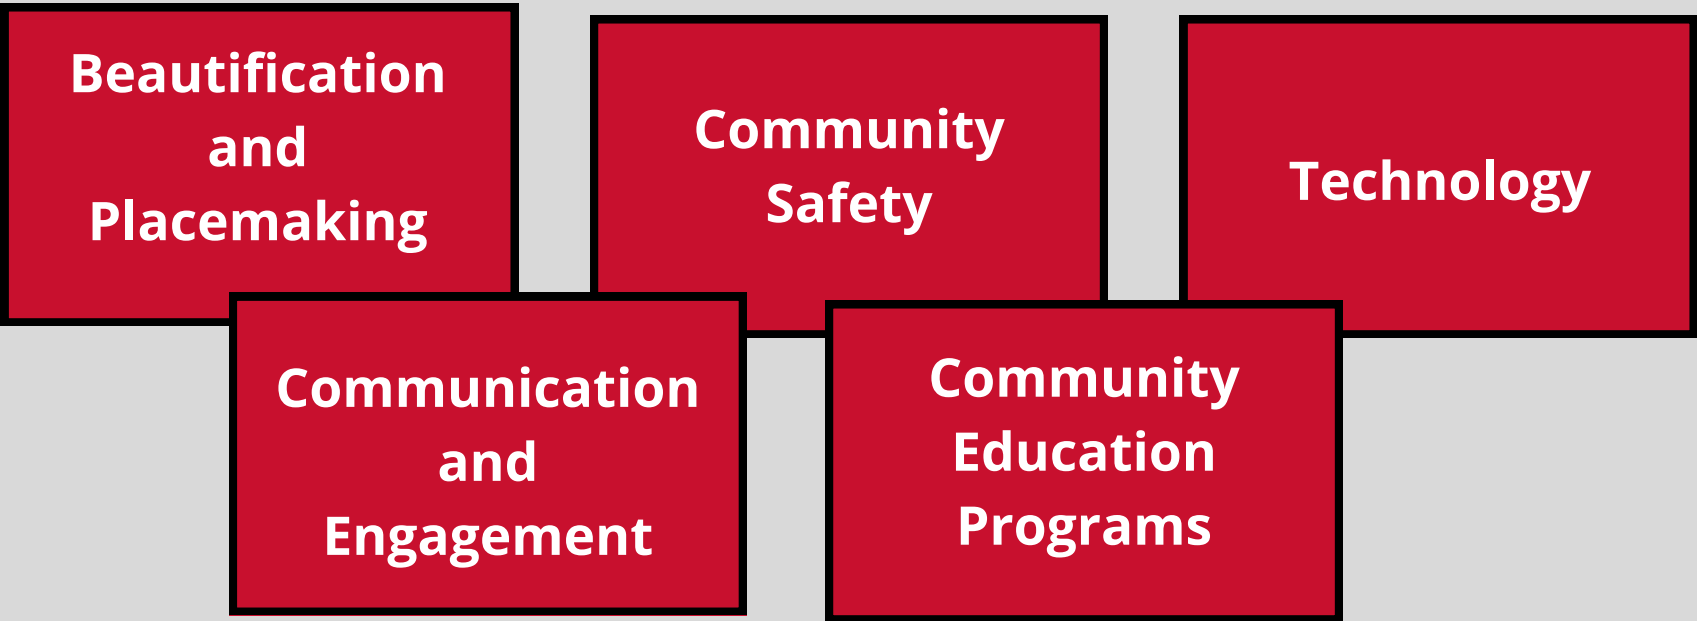 Beautification
and
Placemaking
Community
Safety
Technology
Communication
and
Engagement
Community
Education
Programs